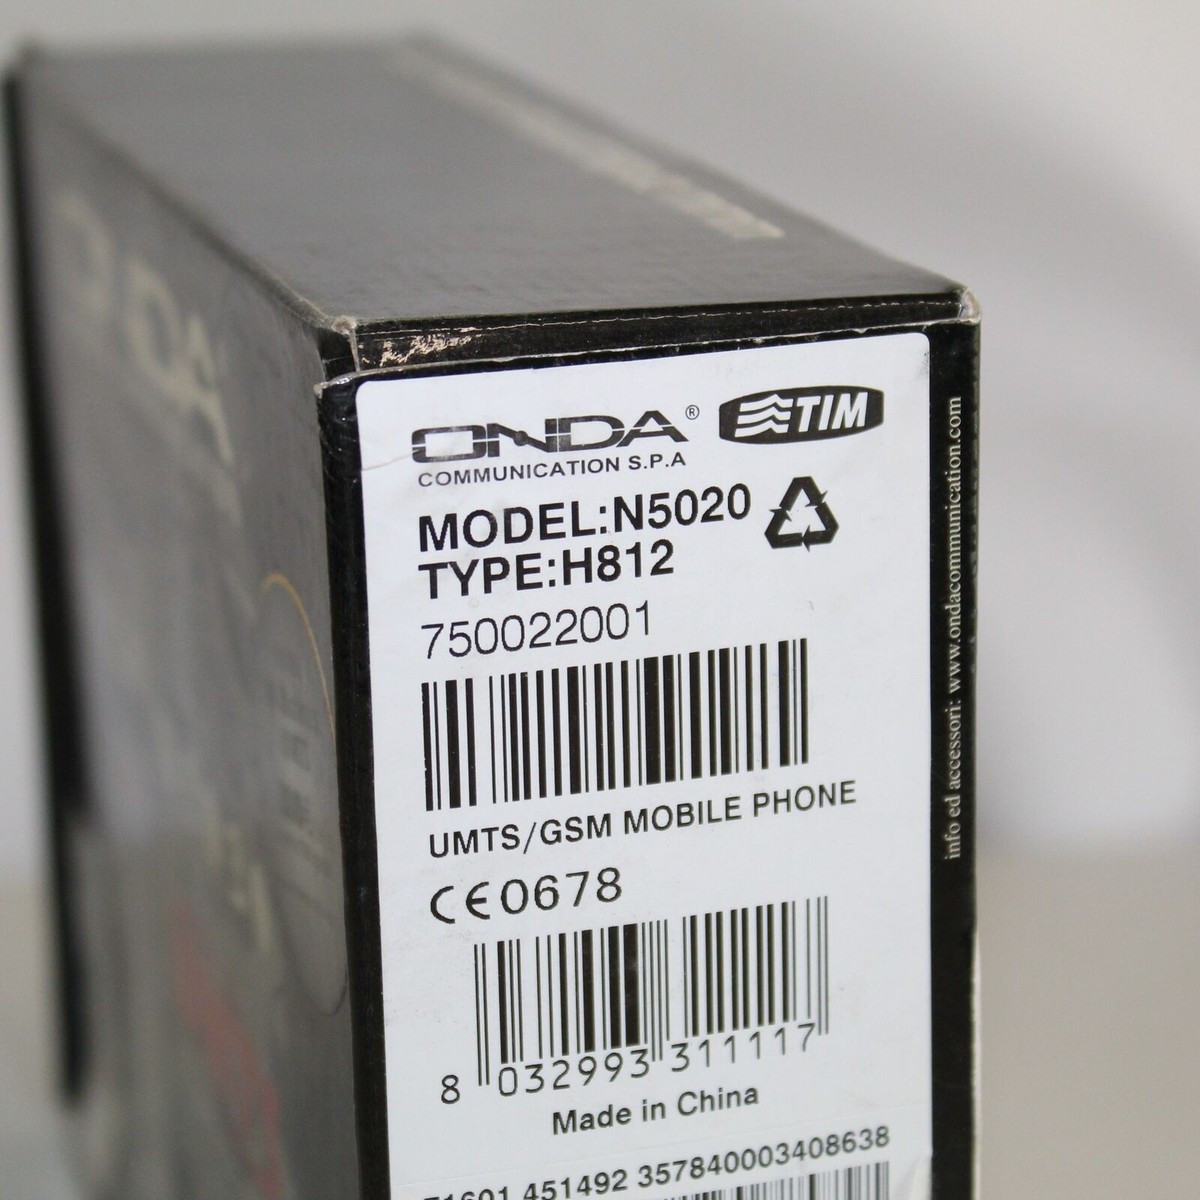 ONDA®
TIM
COMMUNICATION S.P.A
MODEL:N5020
TYPE:H812
750022001
UMTS/GSM MOBILE PHONE
CE0678
8 032993 311117
Made in China
451492 357840003408638
info ed accessori: www.ondacommunication.com